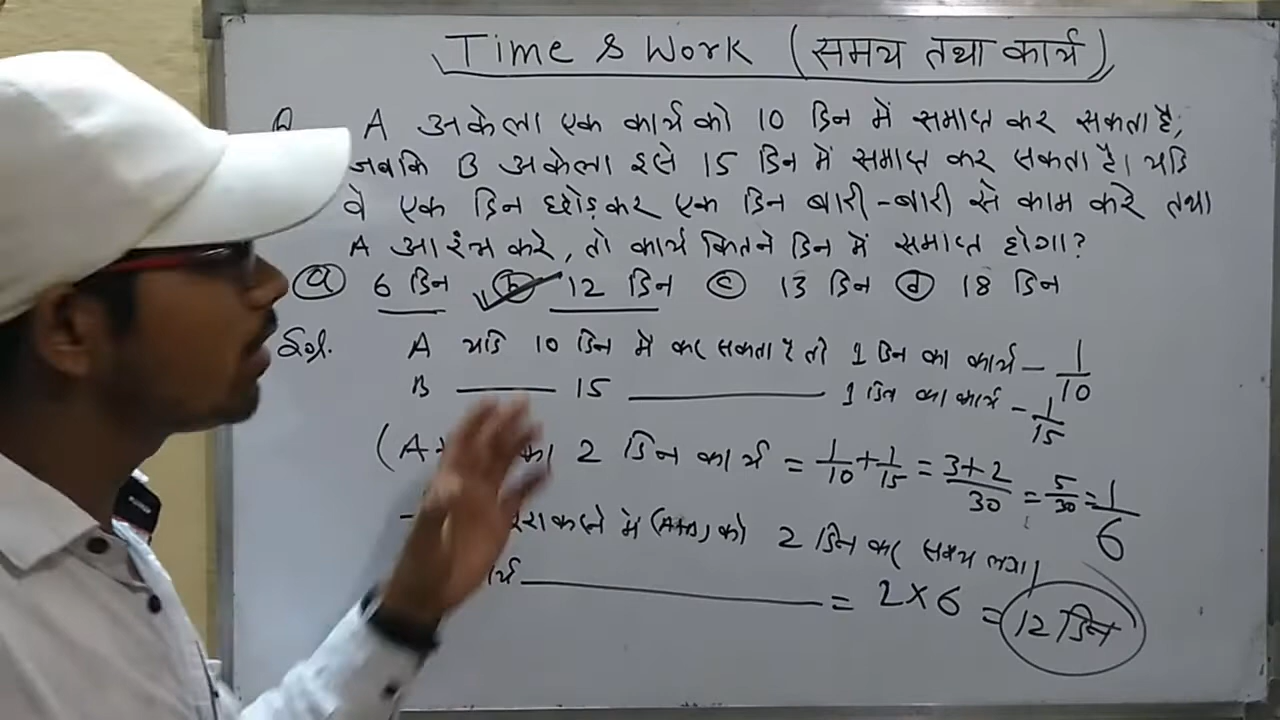 Time & Work (समय तथा कार्य)
A अकेला एक कार्य को 10 दिन में समाप्त कर सकता है,
जबकि B अकेला इसे 15 दिन में समाप्त कर सकता है। यदि
वे एक दिन छोड़कर एक दिन बारी-बारी से काम करे तथा
A आरंभ करे, तो कार्य कितने दिन में समाप्त होगा?
ⓐ 6 दिन ⓑ 12 दिन ⓒ 13 दिन ⓓ 18 दिन
Sol. A यदि 10 दिन में कर सकता है तो 1 दिन का कार्य - 1/10
B —— 15 —— 1 दिन का कार्य - 1/15
(A+ का 2 दिन कार्य = 1/10 + 1/15 = 3+2/30 = 5/30 = 1/6
करने में (A+B) को 2 दिन का समय लगा।
—— = 2×6 = 12 दिन